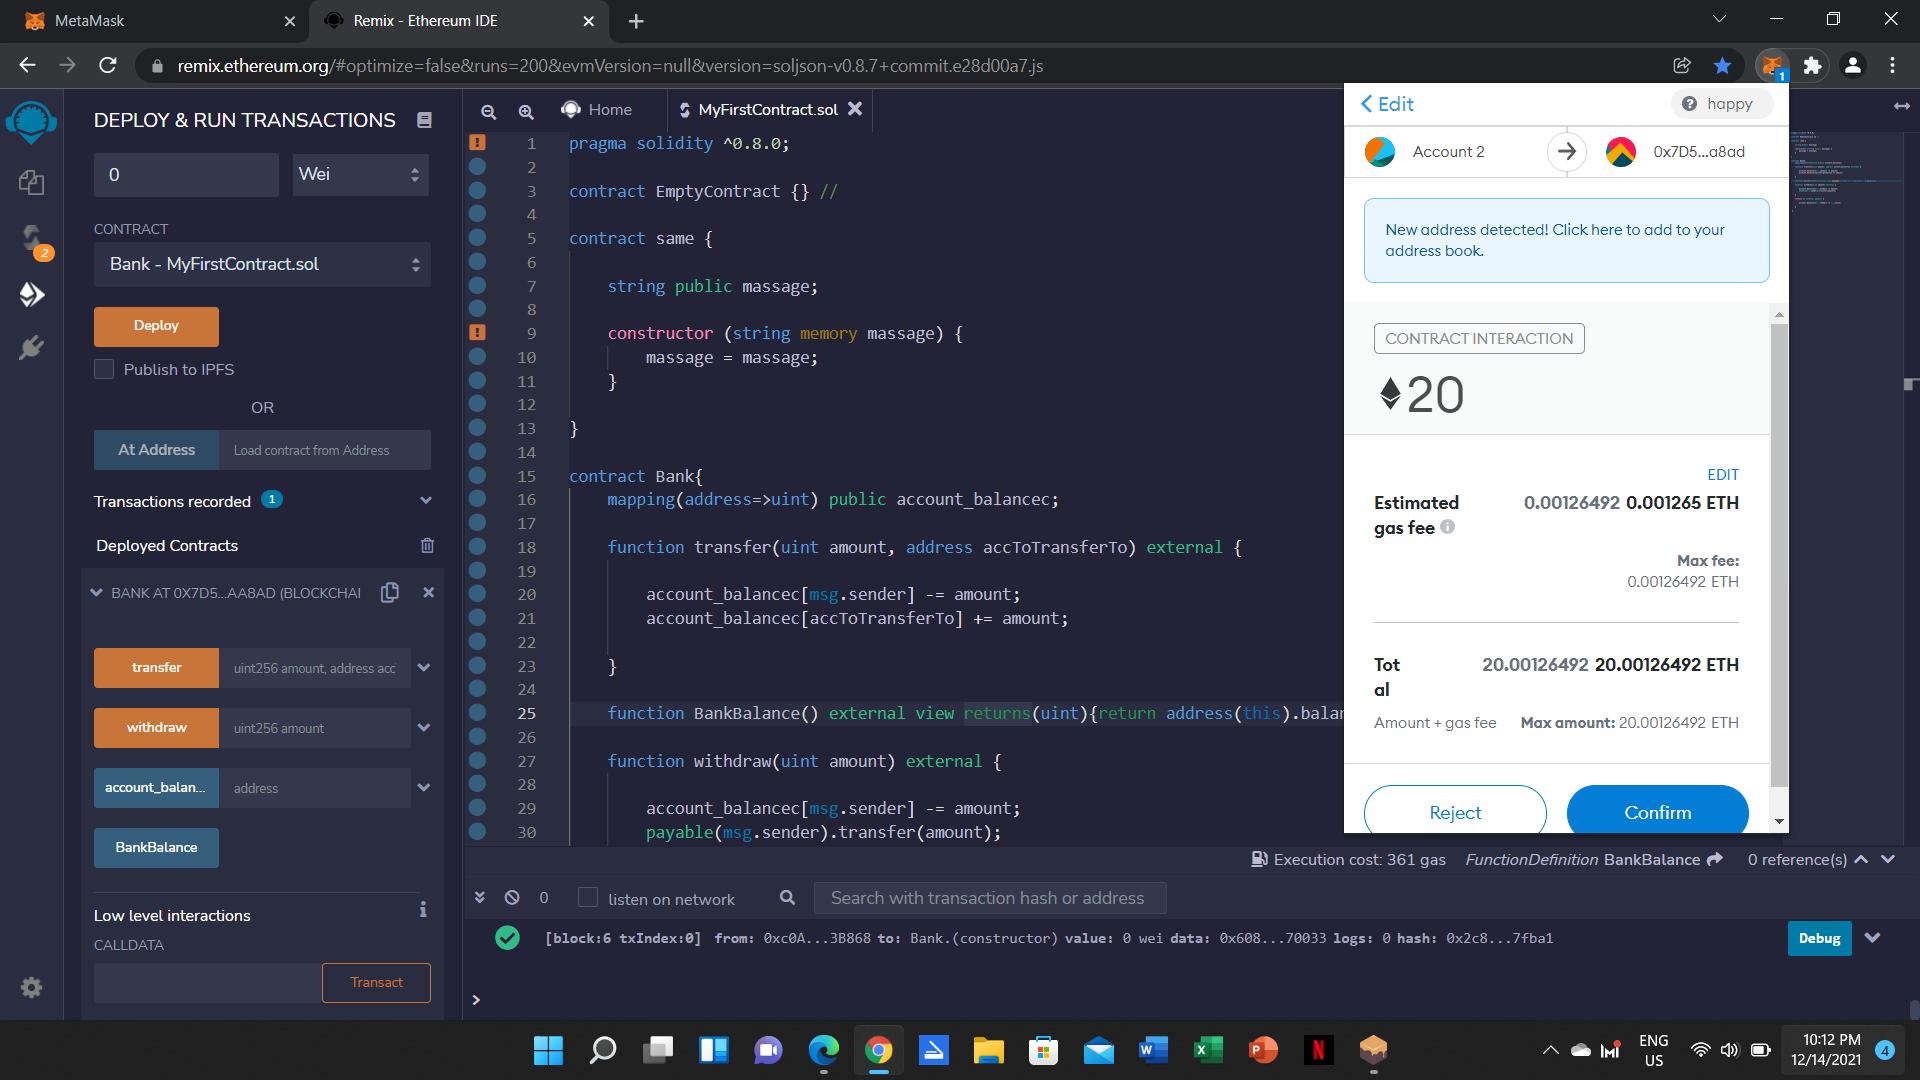 MetaMask
Remix - Ethereum IDE
remix.ethereum.org/#optimize=false&runs=200&evmVersion=null&version=soljson-v0.8.7+commit.e28d00a7.js
1
DEPLOY & RUN TRANSACTIONS
0
Wei
CONTRACT
Bank - MyFirstContract.sol
Deploy
Publish to IPFS
OR
At Address
Load contract from Address
Transactions recorded 1
Deployed Contracts
BANK AT 0X7D5...AA8AD (BLOCKCHAI
transfer
uint256 amount, address acc
withdraw
uint256 amount
account_balan...
address
BankBalance
Low level interactions
CALLDATA
Transact
2
Home
MyFirstContract.sol
1 pragma solidity ^0.8.0;
2
3 contract EmptyContract {} //
4
5 contract same {
6
7 string public massage;
8
9 constructor (string memory massage) {
10 massage = massage;
11 }
12
13 }
14
15 contract Bank{
16 mapping(address=>uint) public account_balancec;
17
18 function transfer(uint amount, address accToTransferTo) external {
19
20 account_balancec[msg.sender] -= amount;
21 account_balancec[accToTransferTo] += amount;
22
23 }
24
25 function BankBalance() external view returns(uint){return address(this).balan
26
27 function withdraw(uint amount) external {
28
29 account_balancec[msg.sender] -= amount;
30 payable(msg.sender).transfer(amount);
Execution cost: 361 gas FunctionDefinition BankBalance 0 reference(s)
0
listen on network
Search with transaction hash or address
[block:6 txIndex:0] from: 0xc0A...3B868 to: Bank.(constructor) value: 0 wei data: 0x608...70033 logs: 0 hash: 0x2c8...7fba1
Debug
>
Edit
happy
Account 2
0x7D5...a8ad
New address detected! Click here to add to your
address book.
CONTRACT INTERACTION
20
EDIT
Estimated
gas fee
0.00126492 0.001265 ETH
Max fee:
0.00126492 ETH
Tot
al
20.00126492 20.00126492 ETH
Amount + gas fee
Max amount: 20.00126492 ETH
Reject
Confirm
ENG
US
10:12 PM
12/14/2021
4